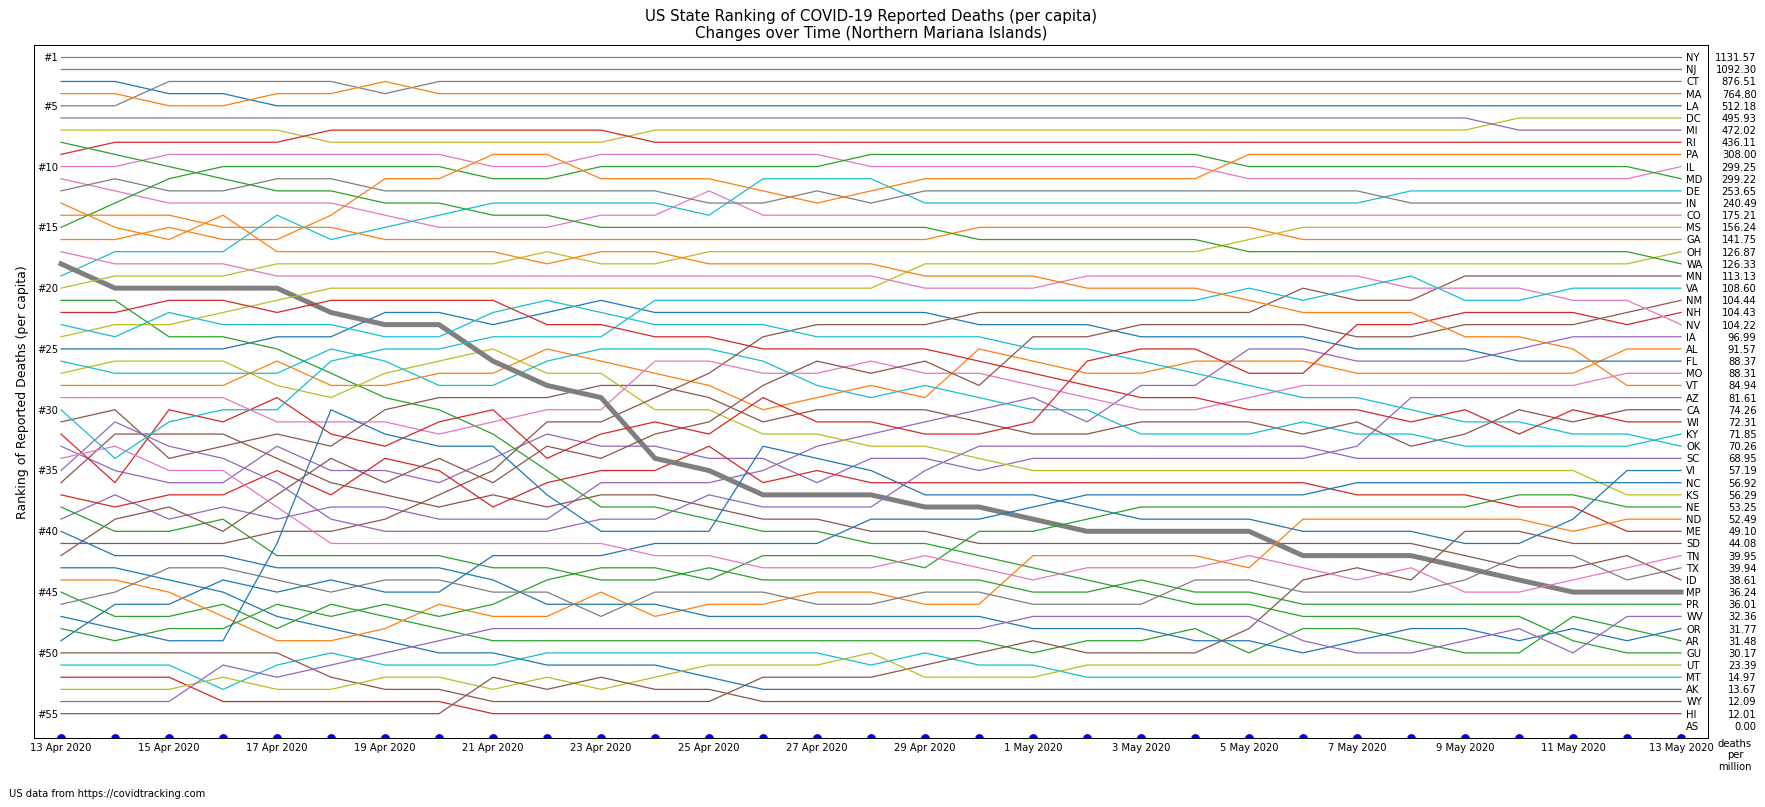 US State Ranking of COVID-19 Reported Deaths (per capita)
Changes over Time (Northern Mariana Islands)
Ranking of Reported Deaths (per capita)
#1
#5
#10
#15
#20
#25
#30
#35
#40
#45
#50
#55
NY 1131.57
NJ 1092.30
CT 876.51
MA 764.80
LA 512.18
DC 495.93
MI 472.02
RI 436.11
PA 308.00
IL 299.25
MD 299.22
DE 253.65
IN 240.49
CO 175.21
MS 156.24
GA 141.75
OH 126.87
WA 126.33
MN 113.13
VA 108.60
NM 104.44
NH 104.43
NV 104.22
IA 96.99
AL 91.57
FL 88.37
MO 88.31
VT 84.94
AZ 81.61
CA 74.26
WI 72.31
KY 71.85
OK 70.26
SC 68.95
VI 57.19
NC 56.92
KS 56.29
NE 53.25
ND 52.49
ME 49.10
SD 44.08
TN 39.95
TX 39.94
ID 38.61
MP 36.24
PR 36.01
WV 32.36
OR 31.77
AR 31.48
GU 30.17
UT 23.39
MT 14.97
AK 13.67
WY 12.09
HI 12.01
AS 0.00
13 Apr 2020 15 Apr 2020 17 Apr 2020 19 Apr 2020 21 Apr 2020 23 Apr 2020 25 Apr 2020 27 Apr 2020 29 Apr 2020 1 May 2020 3 May 2020 5 May 2020 7 May 2020 9 May 2020 11 May 2020 13 May 2020
deaths
per
million
US data from https://covidtracking.com